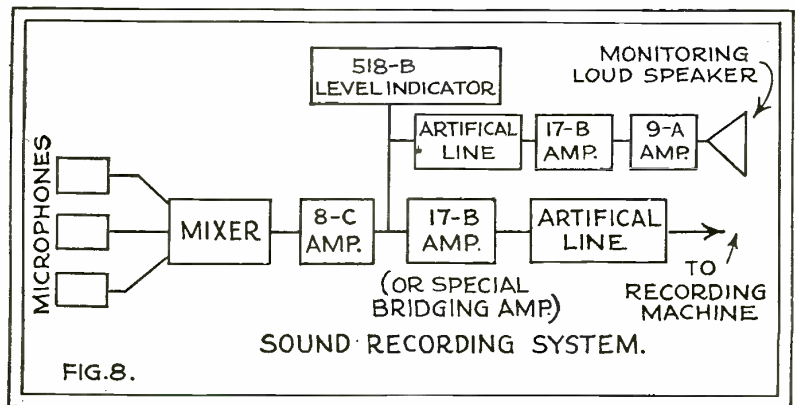 518-B
LEVEL INDICATOR
MONITORING
LOUD SPEAKER
ARTIFICAL
LINE
17-B
AMP.
9-A
AMP.
MICROPHONES
MIXER
8-C
AMP.
17-B
AMP.
ARTIFICAL
LINE
(OR SPECIAL
BRIDGING AMP.)
TO
RECORDING
MACHINE
SOUND RECORDING SYSTEM.
FIG.8.